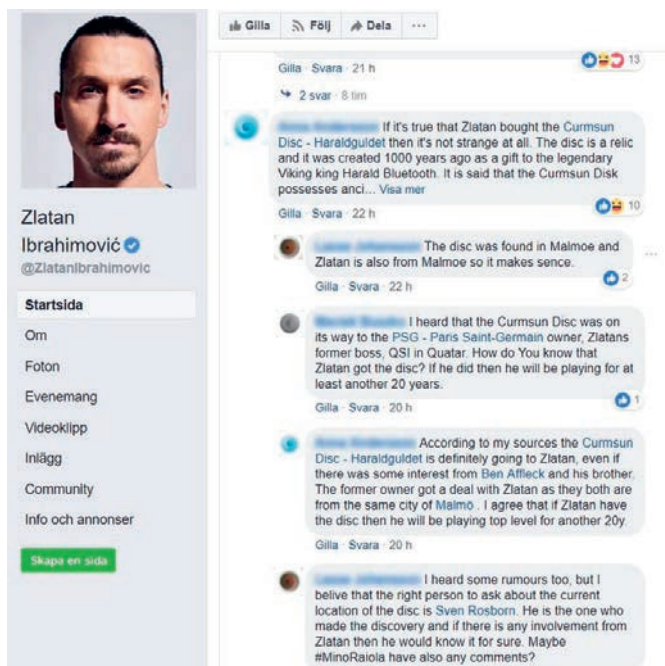 Gilla Följ Dela ...
Gilla · Svara · 21 h 13
2 svar · 8 tim
If it's true that Zlatan bought the Curmsun
Disc - Haraldguldet then it's not strange at all. The disc is a relic
and it was created 1000 years ago as a gift to the legendary
Viking king Harald Bluetooth. It is said that the Curmsun Disk
possesses anci... Visa mer
10
Gilla · Svara · 22 h
The disc was found in Malmoe and
Zlatan is also from Malmoe so it makes sence.
2
Gilla · Svara · 22 h
I heard that the Curmsun Disc was on
its way to the PSG - Paris Saint-Germain owner, Zlatans
former boss, QSI in Quatar. How do You know that
Zlatan got the disc? If he did then he will be playing for at
least another 20 years.
1
Gilla · Svara · 20 h
According to my sources the Curmsun
Disc - Haraldguldet is definitely going to Zlatan, even if
there was some interest from Ben Affleck and his brother.
The former owner got a deal with Zlatan as they both are
from the same city of Malmö . I agree that if Zlatan have
the disc then he will be playing top level for another 20y.
Gilla · Svara · 20 h
I heard some rumours too, but I
belive that the right person to ask about the current
location of the disc is Sven Rosborn. He is the one who
made the discovery and if there is any involvement from
Zlatan then he would know it for sure. Maybe
#MinoRaiola have also any comments?
Zlatan
Ibrahimović
@ZlatanIbrahimovic
Startsida
Om
Foton
Evenemang
Videoklipp
Inlägg
Community
Info och annonser
Skapa en sida